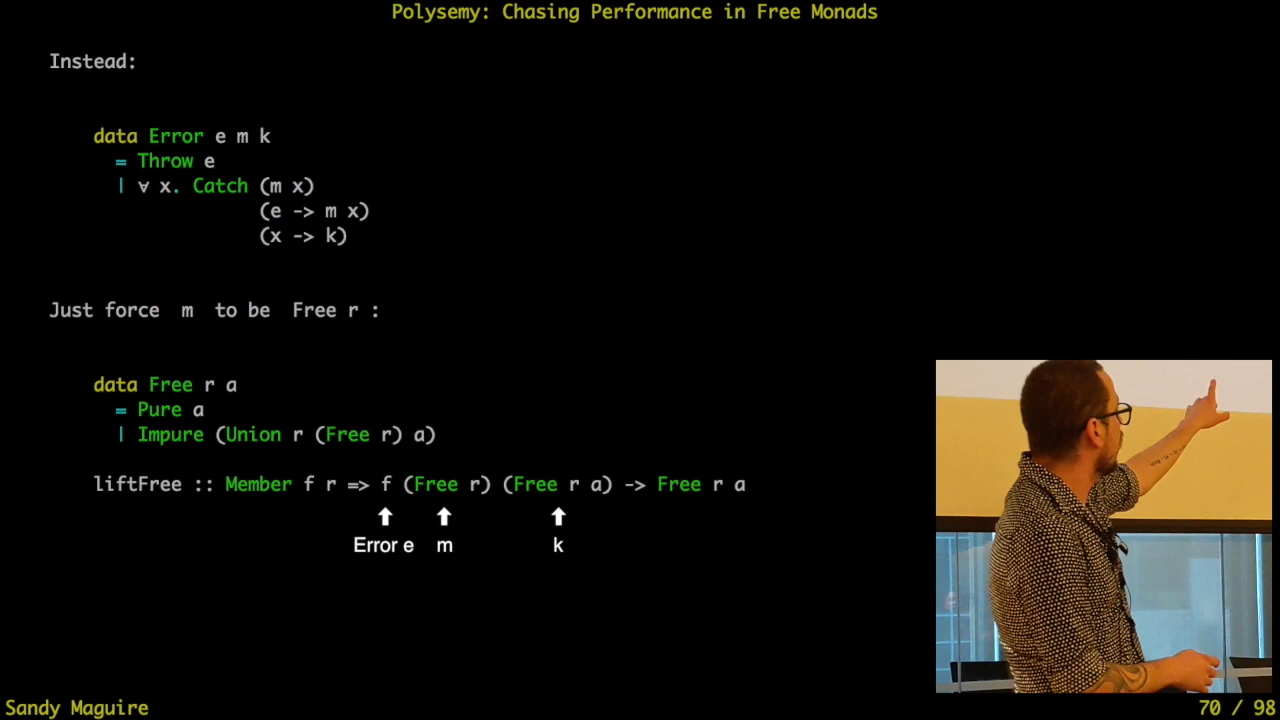 Polysemy: Chasing Performance in Free Monads
Instead:
data Error e m k
= Throw e
| ∀ x. Catch (m x)
(e -> m x)
(x -> k)
Just force m to be Free r :
data Free r a
= Pure a
| Impure (Union r (Free r) a)
liftFree :: Member f r => f (Free r) (Free r a) -> Free r a
Error e m k
Sandy Maguire 70 / 98